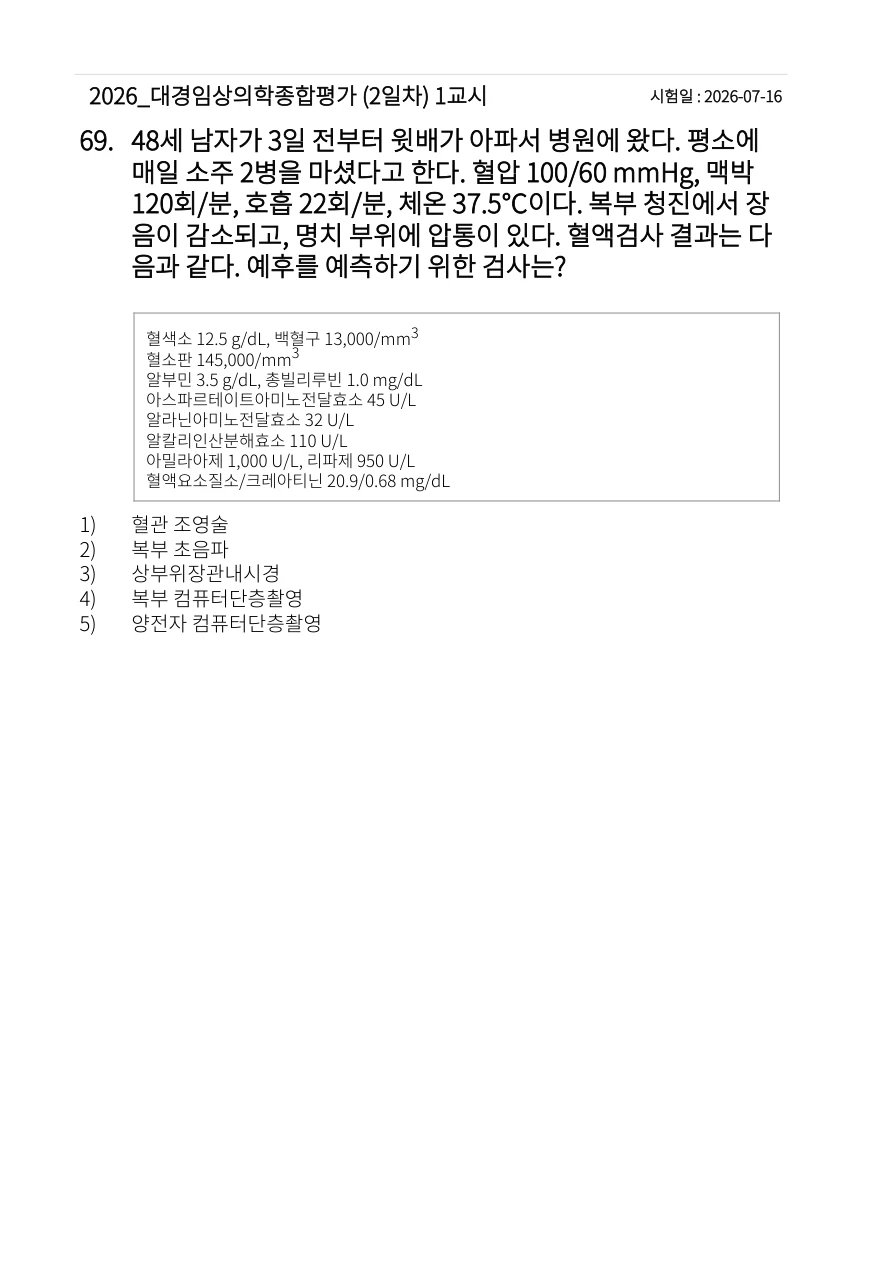 2026_대경임상의학종합평가 (2일차) 1교시
시험일 : 2026-07-16
69. 48세 남자가 3일 전부터 윗배가 아파서 병원에 왔다. 평소에
매일 소주 2병을 마셨다고 한다. 혈압 100/60 mmHg, 맥박
120회/분, 호흡 22회/분, 체온 37.5℃이다. 복부 청진에서 장
음이 감소되고, 명치 부위에 압통이 있다. 혈액검사 결과는 다
음과 같다. 예후를 예측하기 위한 검사는?
혈색소 12.5 g/dL, 백혈구 13,000/mm³
혈소판 145,000/mm³
알부민 3.5 g/dL, 총빌리루빈 1.0 mg/dL
아스파르테이트아미노전달효소 45 U/L
알라닌아미노전달효소 32 U/L
알칼리인산분해효소 110 U/L
아밀라아제 1,000 U/L, 리파제 950 U/L
혈액요소질소/크레아티닌 20.9/0.68 mg/dL
1) 혈관 조영술
2) 복부 초음파
3) 상부위장관내시경
4) 복부 컴퓨터단층촬영
5) 양전자 컴퓨터단층촬영